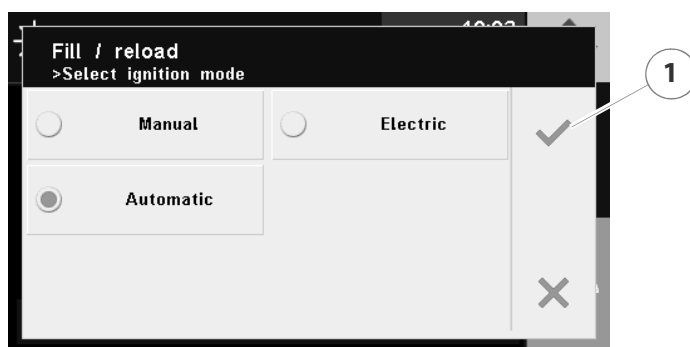 Fill / reload
>Select ignition mode
Manual
Electric
Automatic
1